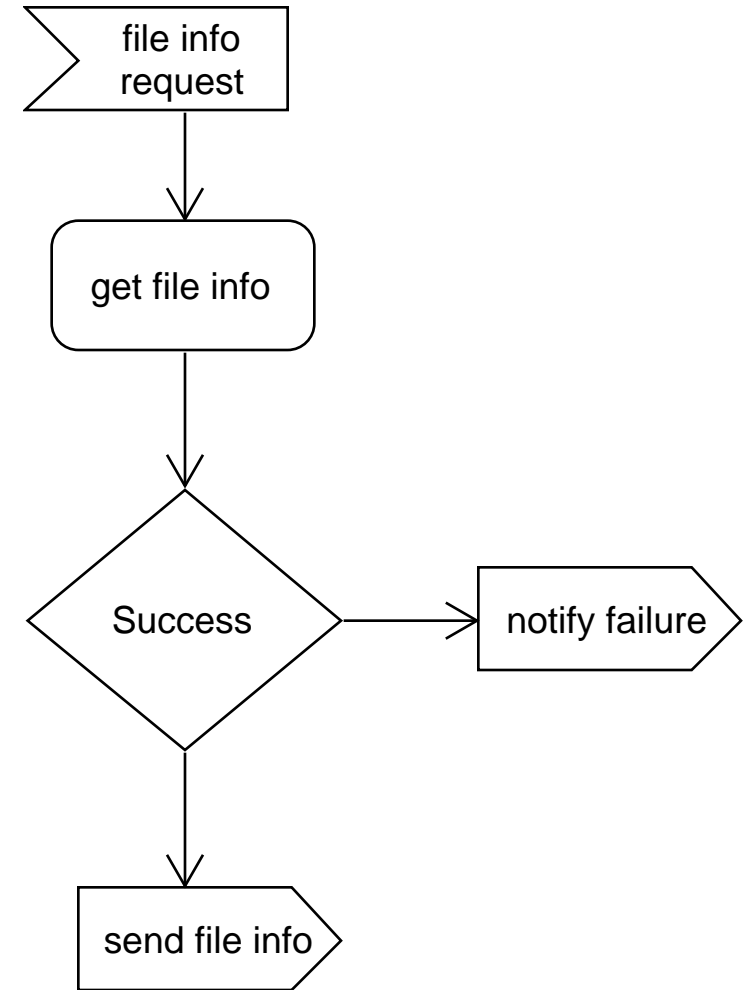 file info
request
get file info
Success
notify failure
send file info